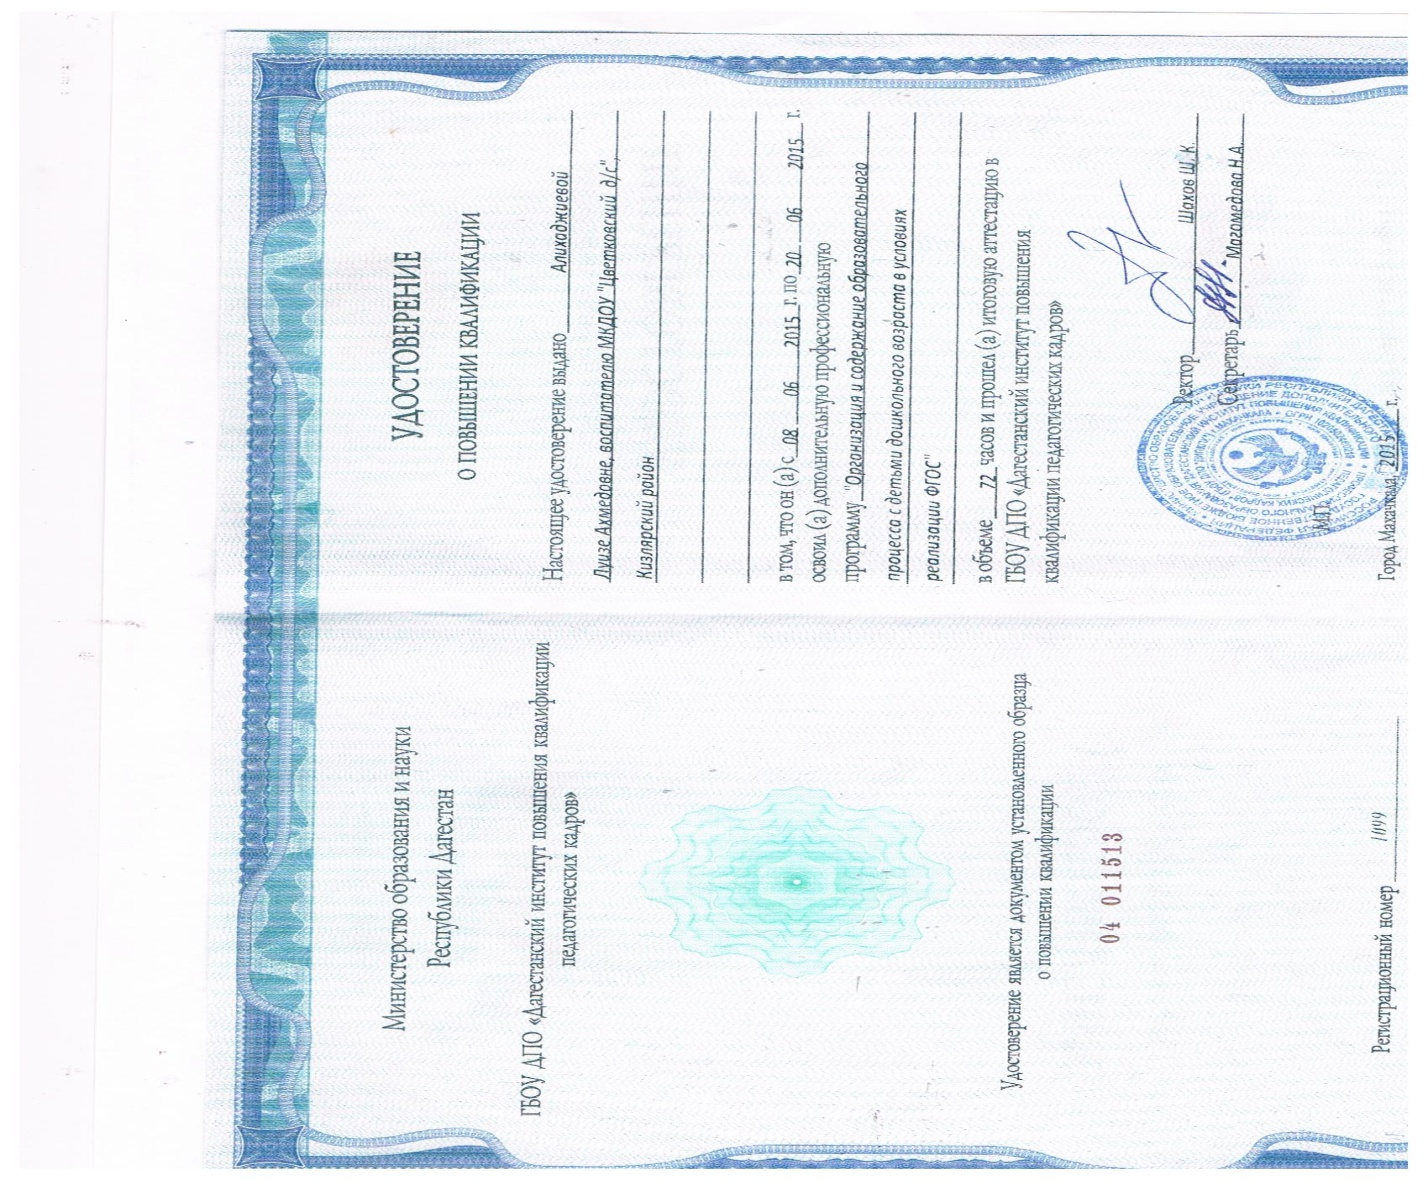 Министерство образования и науки
Республики Дагестан
ГБОУ ДПО «Дагестанский институт повышения квалификации
педагогических кадров»
Удостоверение является документом установленного образца
о повышении квалификации
04 011513
Регистрационный номер
УДОСТОВЕРЕНИЕ
О ПОВЫШЕНИИ КВАЛИФИКАЦИИ
Настоящее удостоверение выдано Алихаджиевой
Луизе Ахмедовне, воспитателю МКДОУ "Цветковский д/с",
Кизлярский район
в том, что он (а) с 08 06 2015 г. по 20 06 2015 г.
освоил (а) дополнительную профессиональную
программу "Организация и содержание образовательного
процесса с детьми дошкольного возраста в условиях
реализации ФГОС"
в объеме 72 часов и прошел (а) итоговую аттестацию в
ГБОУ ДПО «Дагестанский институт повышения
квалификации педагогических кадров»
Ректор Шахов Ш. К.
Секретарь Магомедова Н.А.
М.П.
Город Махачкала, 2015 г.